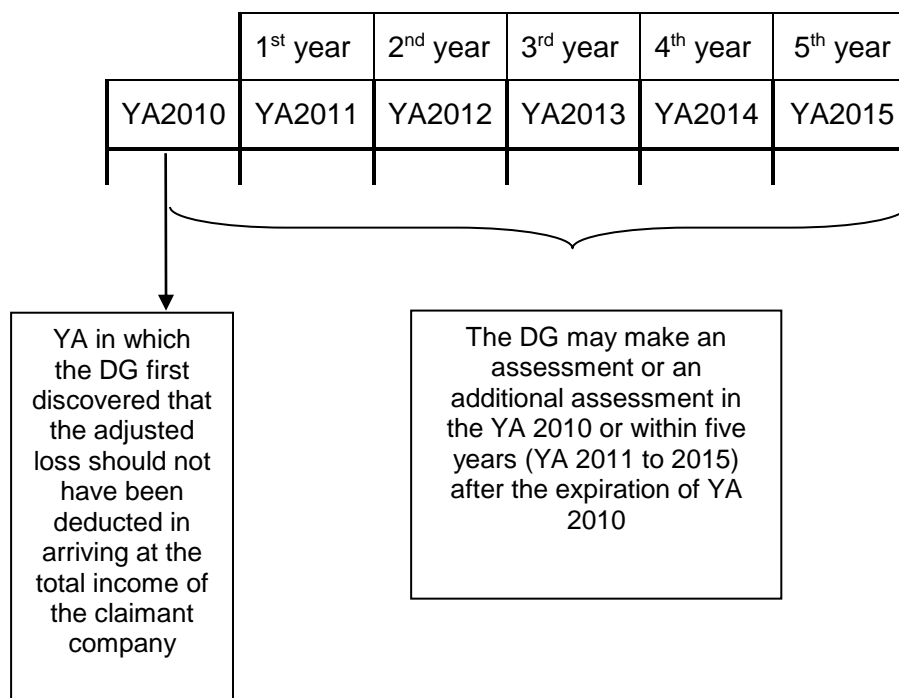 1st year 2nd year 3rd year 4th year 5th year
YA2010 YA2011 YA2012 YA2013 YA2014 YA2015
YA in which
the DG first
discovered that
the adjusted
loss should not
have been
deducted in
arriving at the
total income of
the claimant
company
The DG may make an
assessment or an
additional assessment in
the YA 2010 or within five
years (YA 2011 to 2015)
after the expiration of YA
2010